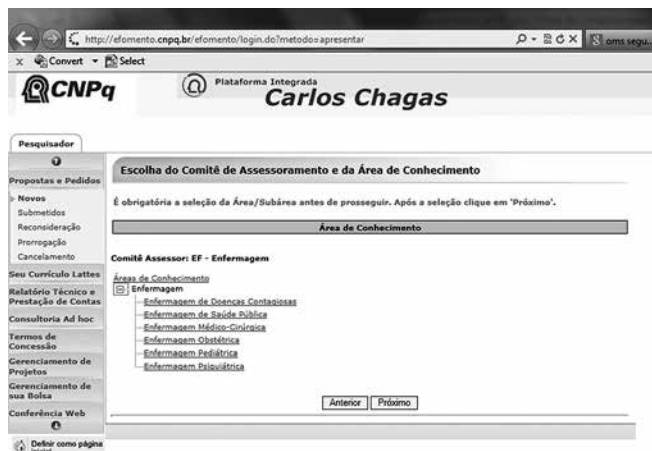 http://efomento.cnpq.br/efomento/login.do?metodo=apresentar
oms segu...
x Convert Select
CNPq
Plataforma Integrada
Carlos Chagas
Pesquisador
Propostas e Pedidos
Novos
Submetidos
Reconsideração
Prorrogação
Cancelamento
Seu Currículo Lattes
Relatório Técnico e
Prestação de Contas
Consultoria Ad hoc
Termos de
Concessão
Gerenciamento de
Projetos
Gerenciamento de
sua Bolsa
Conferência Web
Definir como página
inicial
Escolha do Comitê de Assessoramento e da Área de Conhecimento
É obrigatória a seleção da Área/Subárea antes de prosseguir. Após a seleção clique em 'Próximo'.
Área de Conhecimento
Comitê Assessor: EF - Enfermagem
Áreas de Conhecimento
Enfermagem
Enfermagem de Doencas Contagiosas
Enfermagem de Saúde Pública
Enfermagem Médico-Cirúrgica
Enfermagem Obstétrica
Enfermagem Pediátrica
Enfermagem Psiquiátrica
Anterior Próximo